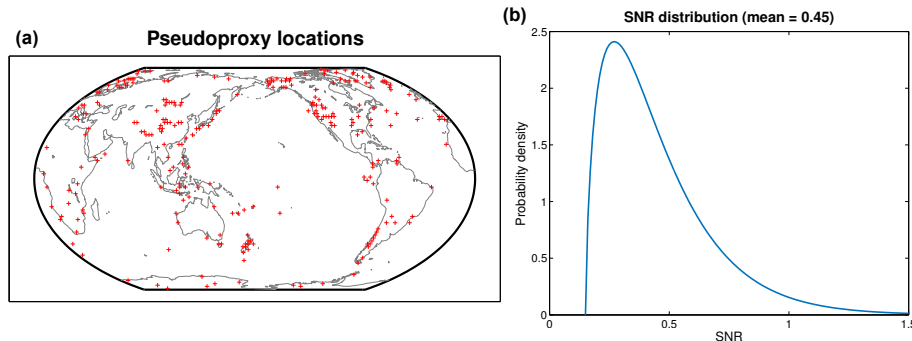 (a)
Pseudoproxy locations
(b)
SNR distribution (mean = 0.45)
2.5
2
1.5
1
0.5
0
Probability density
0
0.5
1
1.5
SNR